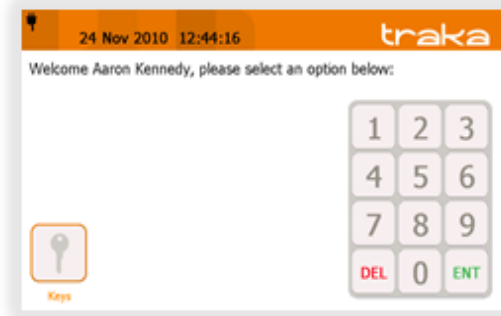 24 Nov 2010 12:44:16
traka
Welcome Aaron Kennedy, please select an option below:
1 2 3
4 5 6
7 8 9
DEL 0 ENT
Keys